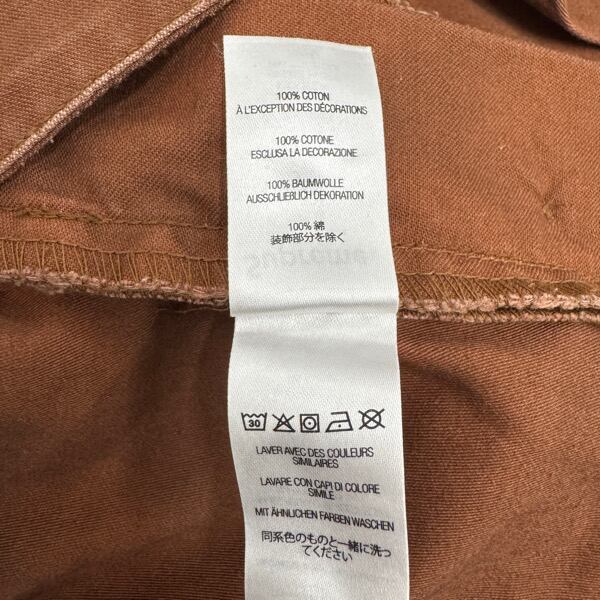 100% COTON
À L'EXCEPTION DES DÉCORATIONS
100% COTONE
ESCLUSA LA DECORAZIONE
100% BAUMWOLLE
AUSSCHLIEßLICH DEKORATION
100% 綿
装飾部分を除く
Supreme
30
LAVER AVEC DES COULEURS
SIMILAIRES
LAVARE CON CAPI DI COLORE
SIMILE
MIT ÄHNLICHEN FARBEN WASCHEN
同系色のものと一緒に洗っ
てください